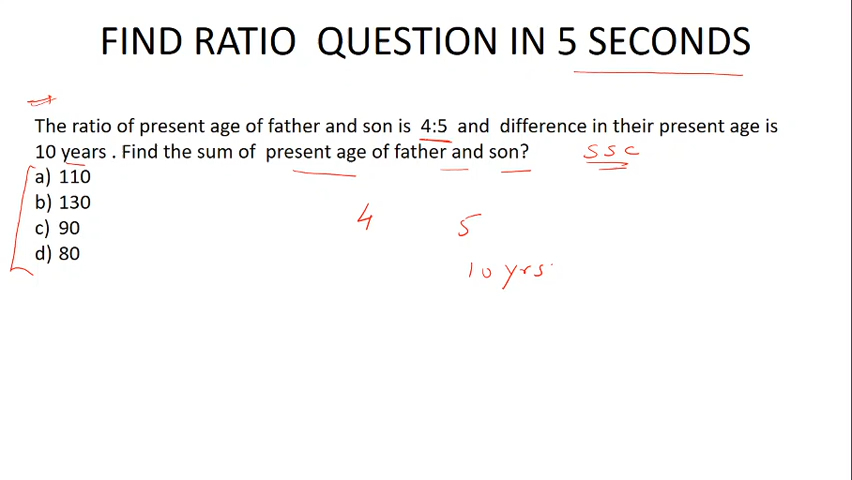 FIND RATIO QUESTION IN 5 SECONDS
The ratio of present age of father and son is 4:5 and difference in their present age is
10 years . Find the sum of present age of father and son?
SSC
a) 110
b) 130
c) 90
d) 80
4 5
10 yrs.